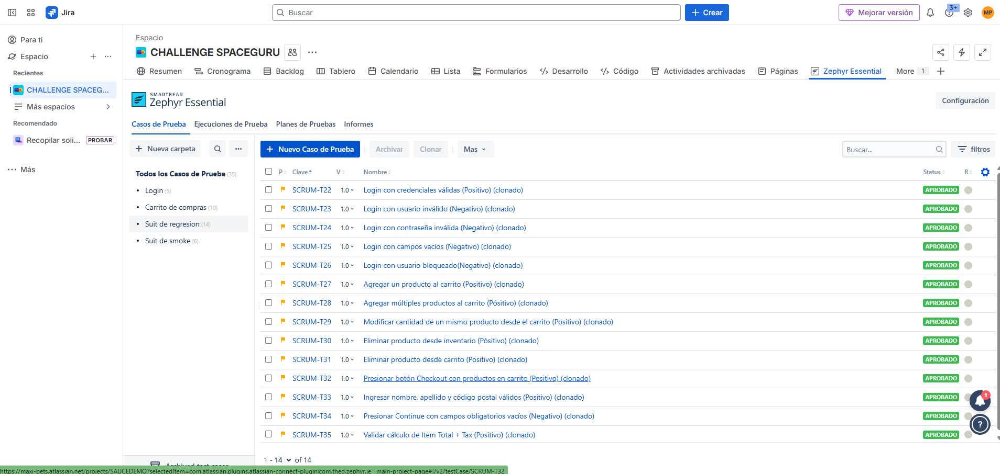 Jira
Buscar
Crear
Mejorar versión
3+
MP
Para ti
Espacio
Recientes
CHALLENGE SPACEG...
Más espacios
Recomendado
Recopilar soli...
PROBAR
Más
Espacio
CHALLENGE SPACEGURU
Resumen
Cronograma
Backlog
Tablero
Calendario
Lista
Formularios
Desarrollo
Código
Actividades archivadas
Páginas
Zephyr Essential
More 1
SMARTBEAR
Zephyr Essential
Configuración
Casos de Prueba
Ejecuciones de Prueba
Planes de Pruebas
Informes
Nueva carpeta
Todos los Casos de Prueba (35)
Login (5)
Carrito de compras (10)
Suit de regresion (14)
Suit de smoke (6)
Nuevo Caso de Prueba
Archivar
Clonar
Mas
Buscar...
filtros
P Clave V Nombre Status R
SCRUM-T22 1.0 Login con credenciales válidas (Positivo) (clonado) APROBADO
SCRUM-T23 1.0 Login con usuario inválido (Negativo) (clonado) APROBADO
SCRUM-T24 1.0 Login con contraseña inválida (Negativo) (clonado) APROBADO
SCRUM-T25 1.0 Login con campos vacíos (Negativo) (clonado) APROBADO
SCRUM-T26 1.0 Login con usuario bloqueado(Negativo) (clonado) APROBADO
SCRUM-T27 1.0 Agregar un producto al carrito (Positivo) (clonado) APROBADO
SCRUM-T28 1.0 Agregar múltiples productos al carrito (Pósitivo) (clonado) APROBADO
SCRUM-T29 1.0 Modificar cantidad de un mismo producto desde el carrito (Positivo) (clonado) APROBADO
SCRUM-T30 1.0 Eliminar producto desde inventario (Pósitivo) (clonado) APROBADO
SCRUM-T31 1.0 Eliminar producto desde carrito (Positivo) (clonado) APROBADO
SCRUM-T32 1.0 Presionar botón Checkout con productos en carrito (Positivo) (clonado) APROBADO
SCRUM-T33 1.0 Ingresar nombre, apellido y código postal válidos (Positivo) (clonado) APROBADO
SCRUM-T34 1.0 Presionar Continue con campos obligatorios vacíos (Negativo) (clonado) APROBADO
SCRUM-T35 1.0 Validar cálculo de Item Total + Tax (Positivo) (clonado) APROBADO
1
?
1 - 14 of 14
Archived test cases
https://maxi-pets.atlassian.net/projects/SAUCEDEMO?selectedItem=com.atlassian.plugins.atlassian-connect-plugin:com.thed.zephyr.je__main-project-page#!/v2/testCase/SCRUM-T32